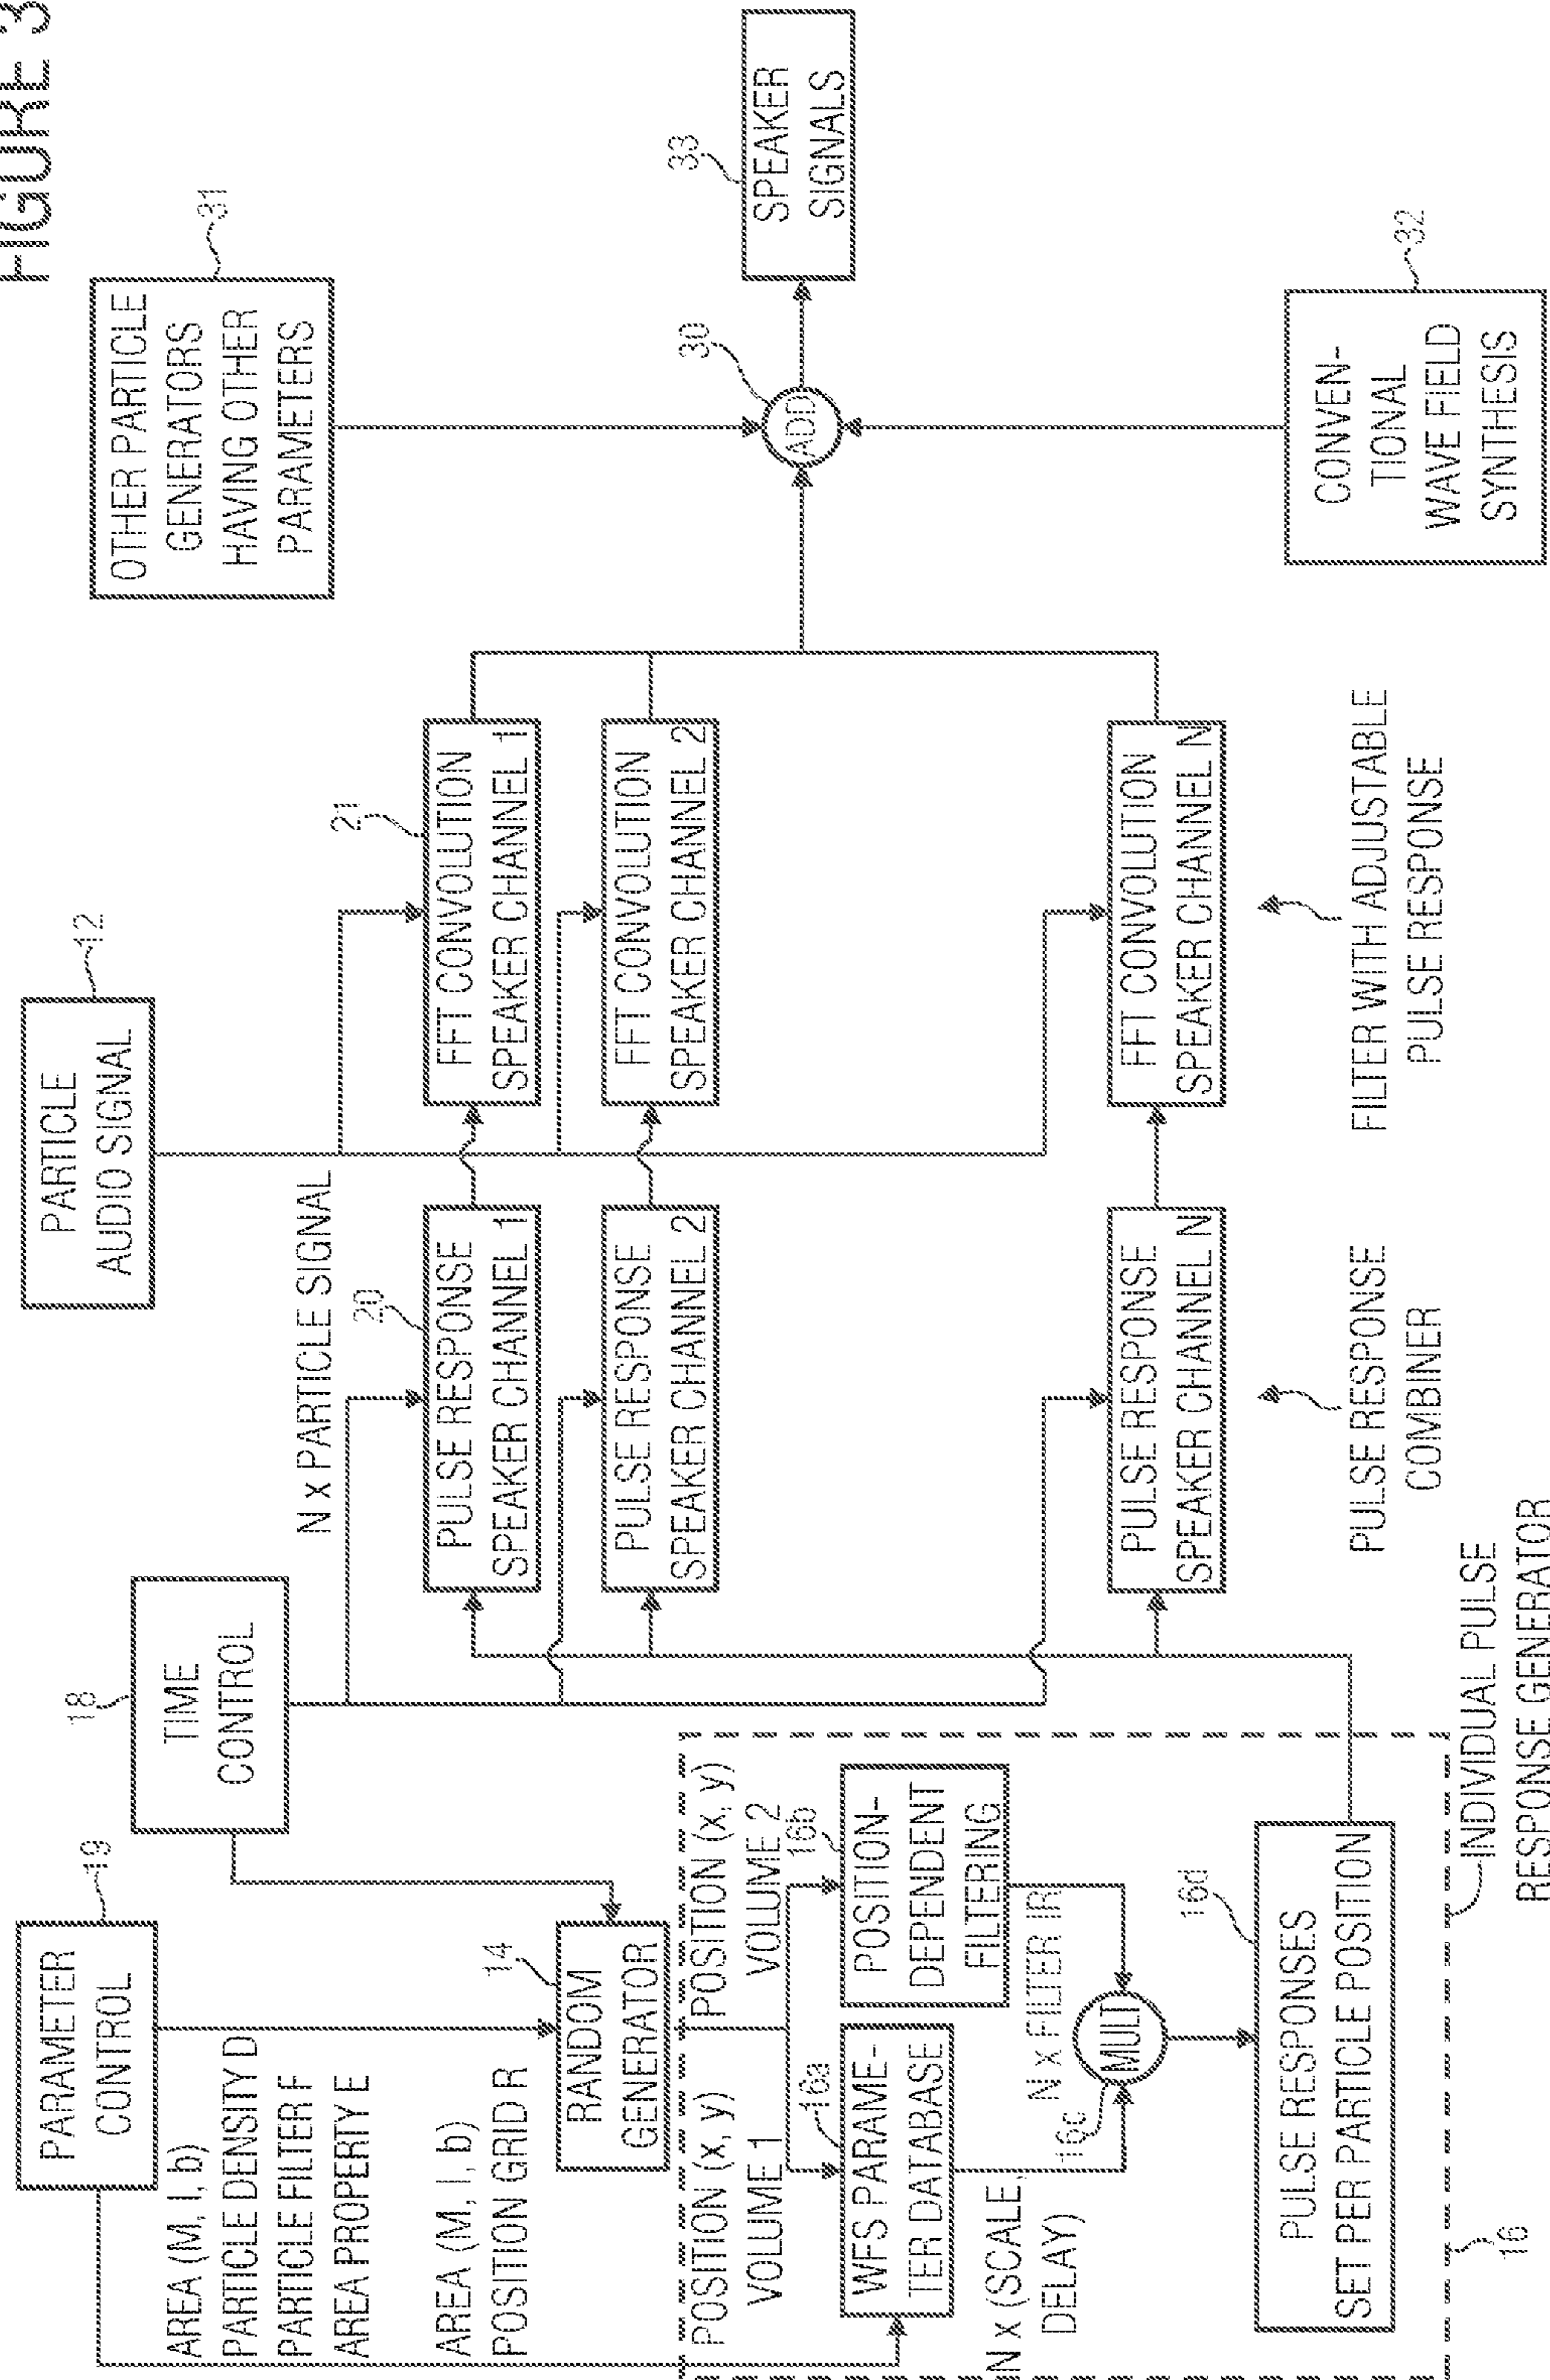 FIGURE 3
PARAMETER
CONTROL
19
TIME
CONTROL
18
PARTICLE
AUDIO SIGNAL
12
OTHER PARTICLE
GENERATORS
HAVING OTHER
PARAMETERS
31
AREA (M, l, b)
PARTICLE DENSITY D
PARTICLE FILTER F
AREA PROPERTY E
AREA (M, l, b)
POSITION GRID R
14
RANDOM
GENERATOR
N x PARTICLE SIGNAL
20
PULSE RESPONSE
SPEAKER CHANNEL 1
PULSE RESPONSE
SPEAKER CHANNEL 2
PULSE RESPONSE
SPEAKER CHANNEL N
21
FFT CONVOLUTION
SPEAKER CHANNEL 1
FFT CONVOLUTION
SPEAKER CHANNEL 2
FFT CONVOLUTION
SPEAKER CHANNEL N
30
ADD
33
SPEAKER
SIGNALS
POSITION (x, y)
VOLUME 1
POSITION (x, y)
VOLUME 2
16a
WFS PARAME-
TER DATABASE
16b
POSITION-
DEPENDENT
FILTERING
N x (SCALE,
DELAY)
N x FILTER IR
16c
MULT
16d
PULSE RESPONSES
SET PER PARTICLE POSITION
16
INDIVIDUAL PULSE
RESPONSE GENERATOR
PULSE RESPONSE
COMBINER
FILTER WITH ADJUSTABLE
PULSE RESPONSE
CONVEN-
TIONAL
WAVE FIELD
SYNTHESIS
32